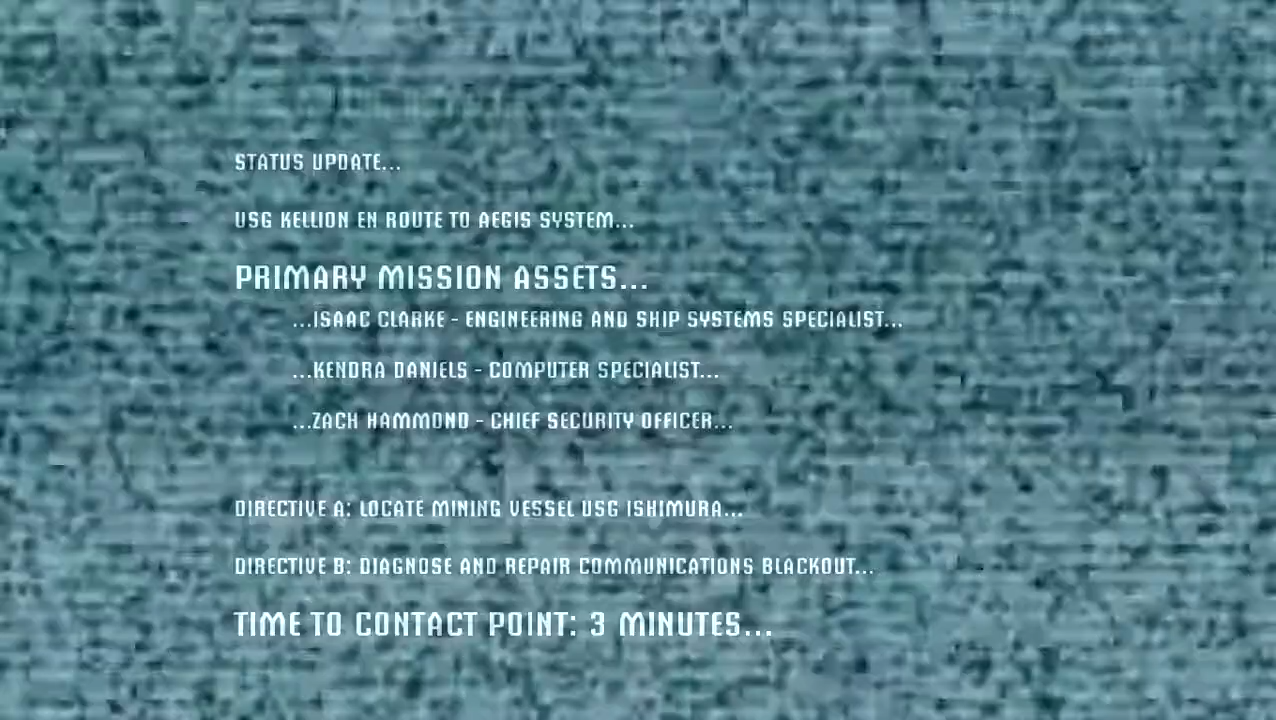 STATUS UPDATE...
USG KELLION EN ROUTE TO AEGIS SYSTEM...
PRIMARY MISSION ASSETS...
...ISAAC CLARKE - ENGINEERING AND SHIP SYSTEMS SPECIALIST...
...KENDRA DANIELS - COMPUTER SPECIALIST...
...ZACH HAMMOND - CHIEF SECURITY OFFICER...
DIRECTIVE A: LOCATE MINING VESSEL USG ISHIMURA...
DIRECTIVE B: DIAGNOSE AND REPAIR COMMUNICATIONS BLACKOUT...
TIME TO CONTACT POINT: 3 MINUTES...